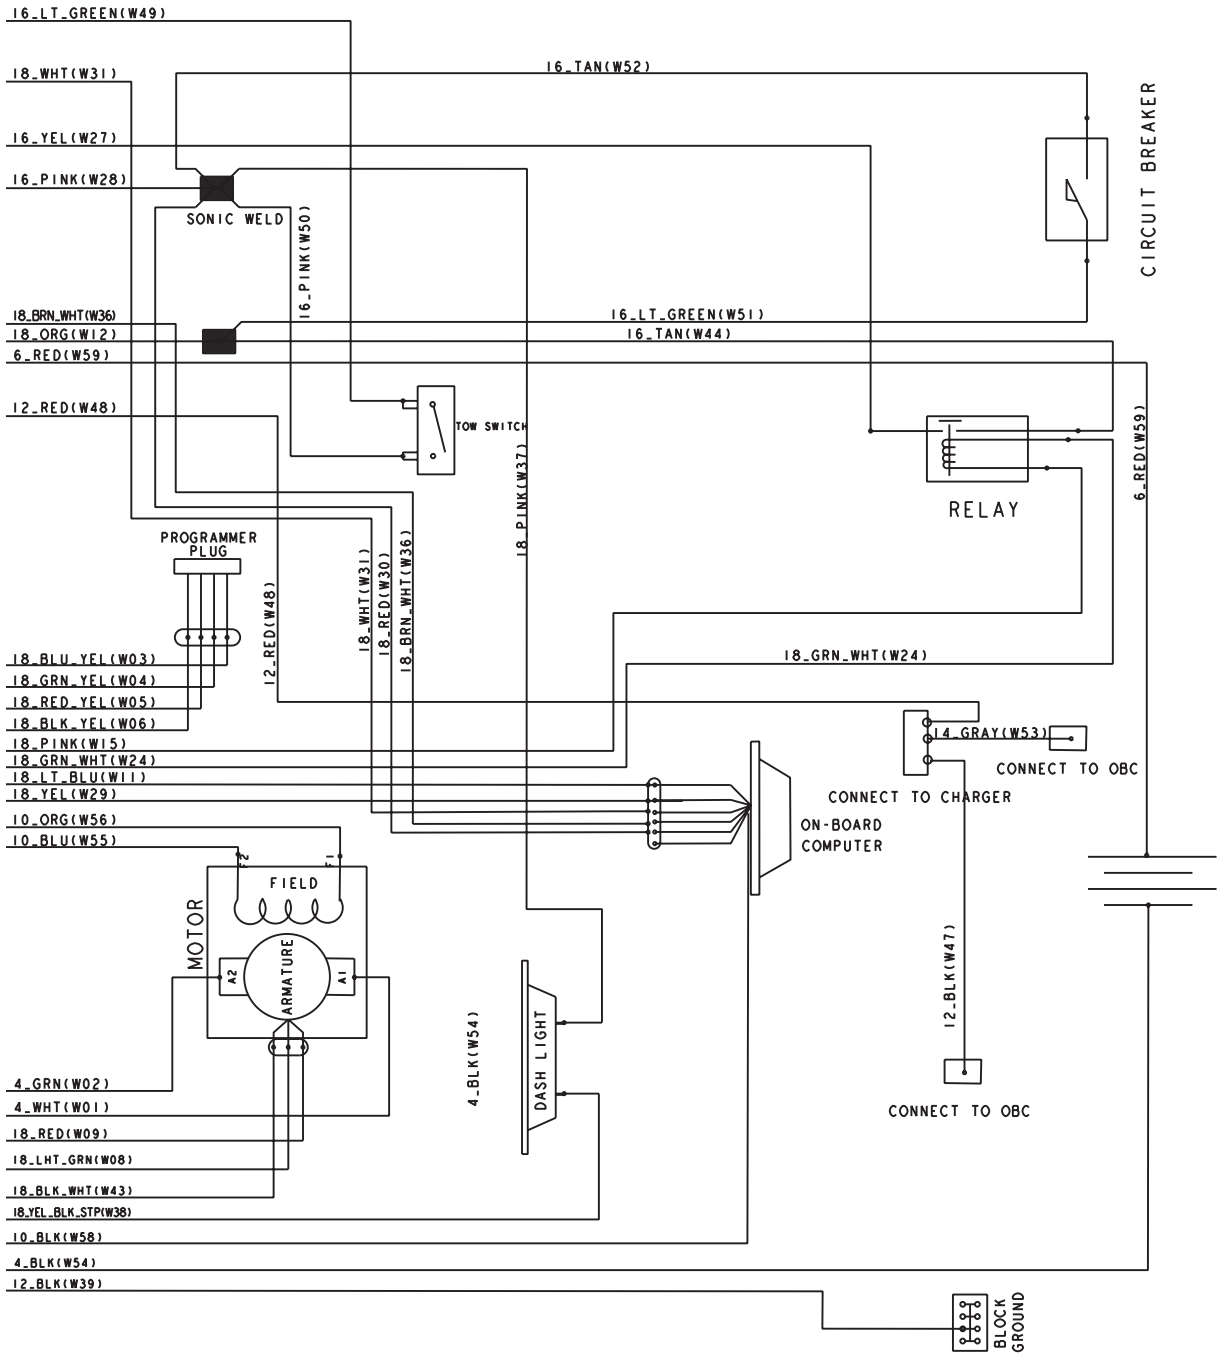 16_LT_GREEN(W49)
18_WHT(W31)
16_TAN(W52)
CIRCUIT BREAKER
16_YEL(W27)
16_PINK(W28)
SONIC WELD
16_PINK(W50)
18_BRN_WHT(W36)
16_LT_GREEN(W51)
18_ORG(W12)
16_TAN(W44)
6_RED(W59)
12_RED(W48)
TOW SWITCH
18_PINK(W37)
6_RED(W59)
RELAY
PROGRAMMER
PLUG
12_RED(W48)
18_WHT(W31)
18_RED(W30)
18_BRN_WHT(W36)
18_BLU_YEL(W03)
18_GRN_WHT(W24)
18_GRN_YEL(W04)
18_RED_YEL(W05)
18_BLK_YEL(W06)
14_GRAY(W53)
18_PINK(W15)
18_GRN_WHT(W24)
CONNECT TO OBC
18_LT_BLU(W11)
18_YEL(W29)
CONNECT TO CHARGER
10_ORG(W56)
ON-BOARD
COMPUTER
10_BLU(W55)
F2
F1
FIELD
MOTOR
A2
ARMATURE
A1
12_BLK(W47)
4_BLK(W54)
DASH LIGHT
4_GRN(W02)
4_WHT(W01)
CONNECT TO OBC
18_RED(W09)
18_LHT_GRN(W08)
18_BLK_WHT(W43)
18_YEL_BLK_STP(W38)
10_BLK(W58)
4_BLK(W54)
12_BLK(W39)
BLOCK
GROUND